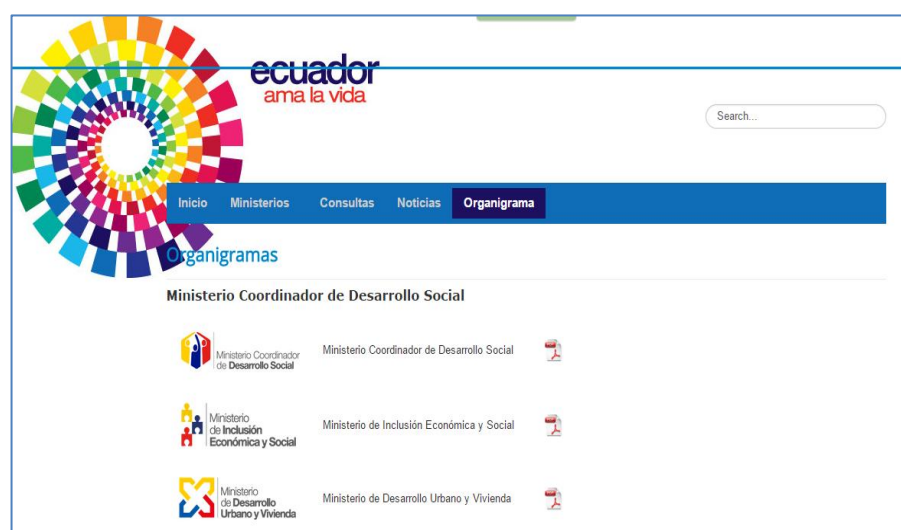 ecuador
ama la vida
Search...
Inicio Ministerios Consultas Noticias Organigrama
Organigramas
Ministerio Coordinador de Desarrollo Social
Ministerio Coordinador
de Desarrollo Social
Ministerio Coordinador de Desarrollo Social
Ministerio
de Inclusión
Económica y Social
Ministerio de Inclusión Económica y Social
Ministerio
de Desarrollo
Urbano y Vivienda
Ministerio de Desarrollo Urbano y Vivienda